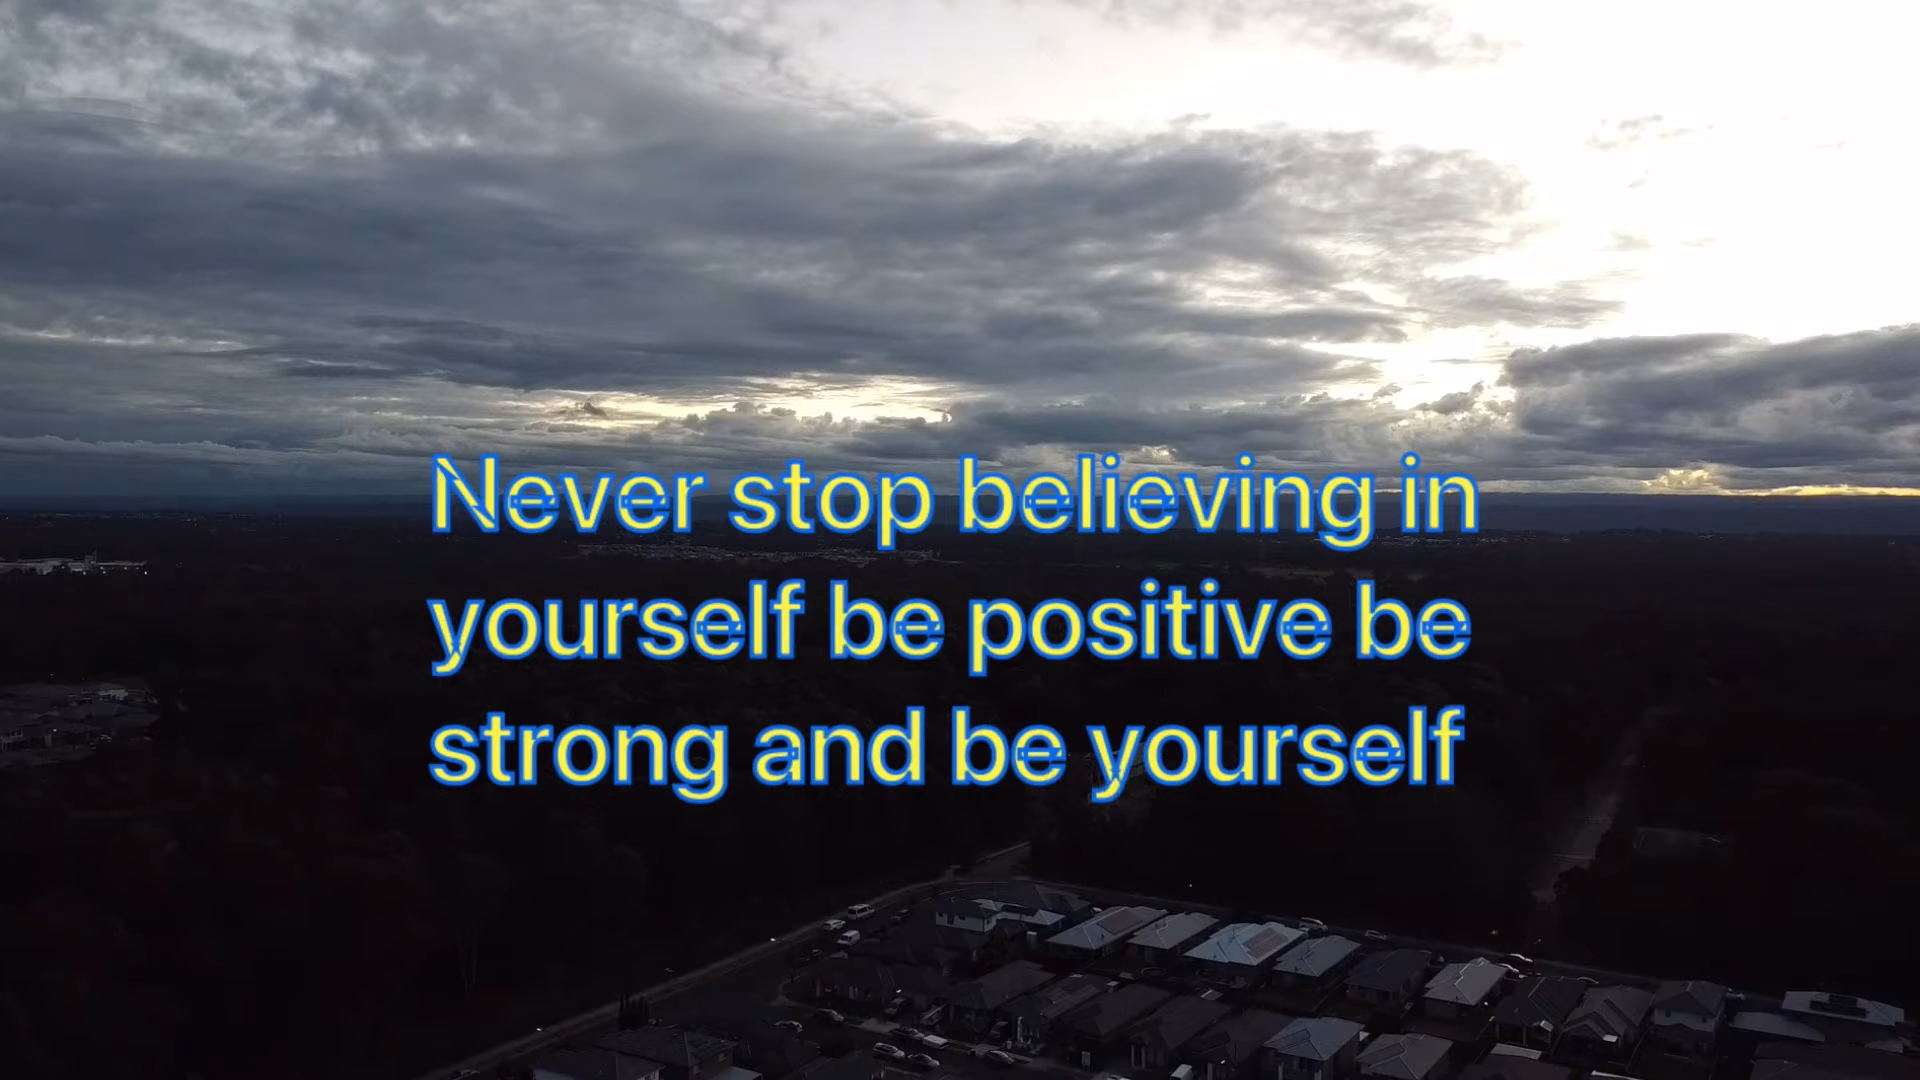 Never stop believing in
yourself be positive be
strong and be yourself